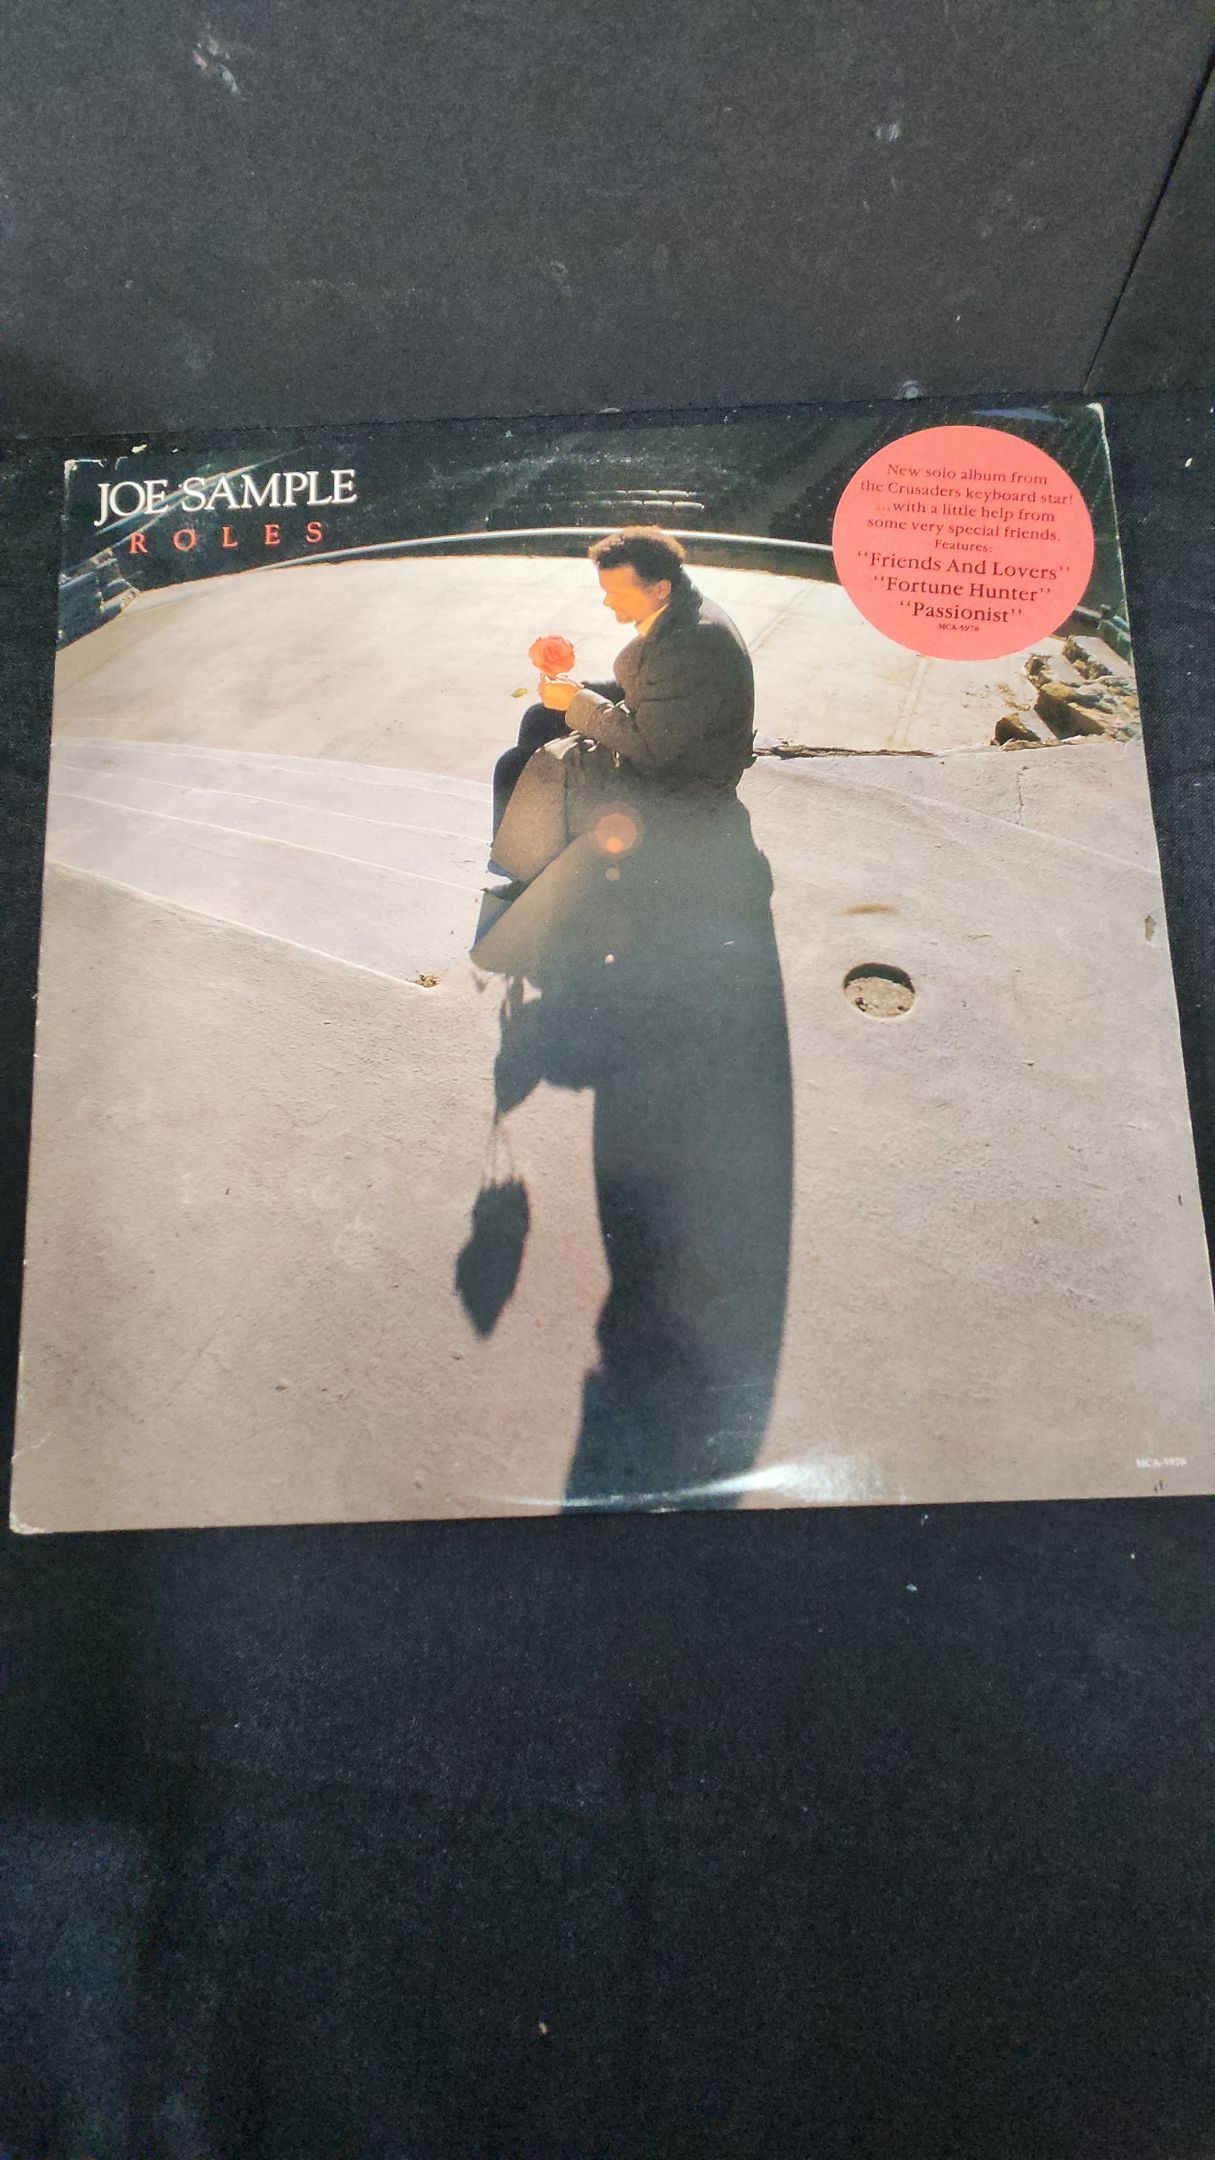 JOE SAMPLE
ROLES
New solo album from
the Crusaders keyboard star!
...with a little help from
some very special friends.
Features:
"Friends And Lovers"
"Fortune Hunter"
"Passionist"
MCA-5978
MCA-5978